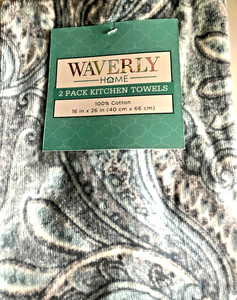 WAVERLY
HOME
2 PACK KITCHEN TOWELS
100% Cotton
16 in x 26 in (40 cm x 66 cm)